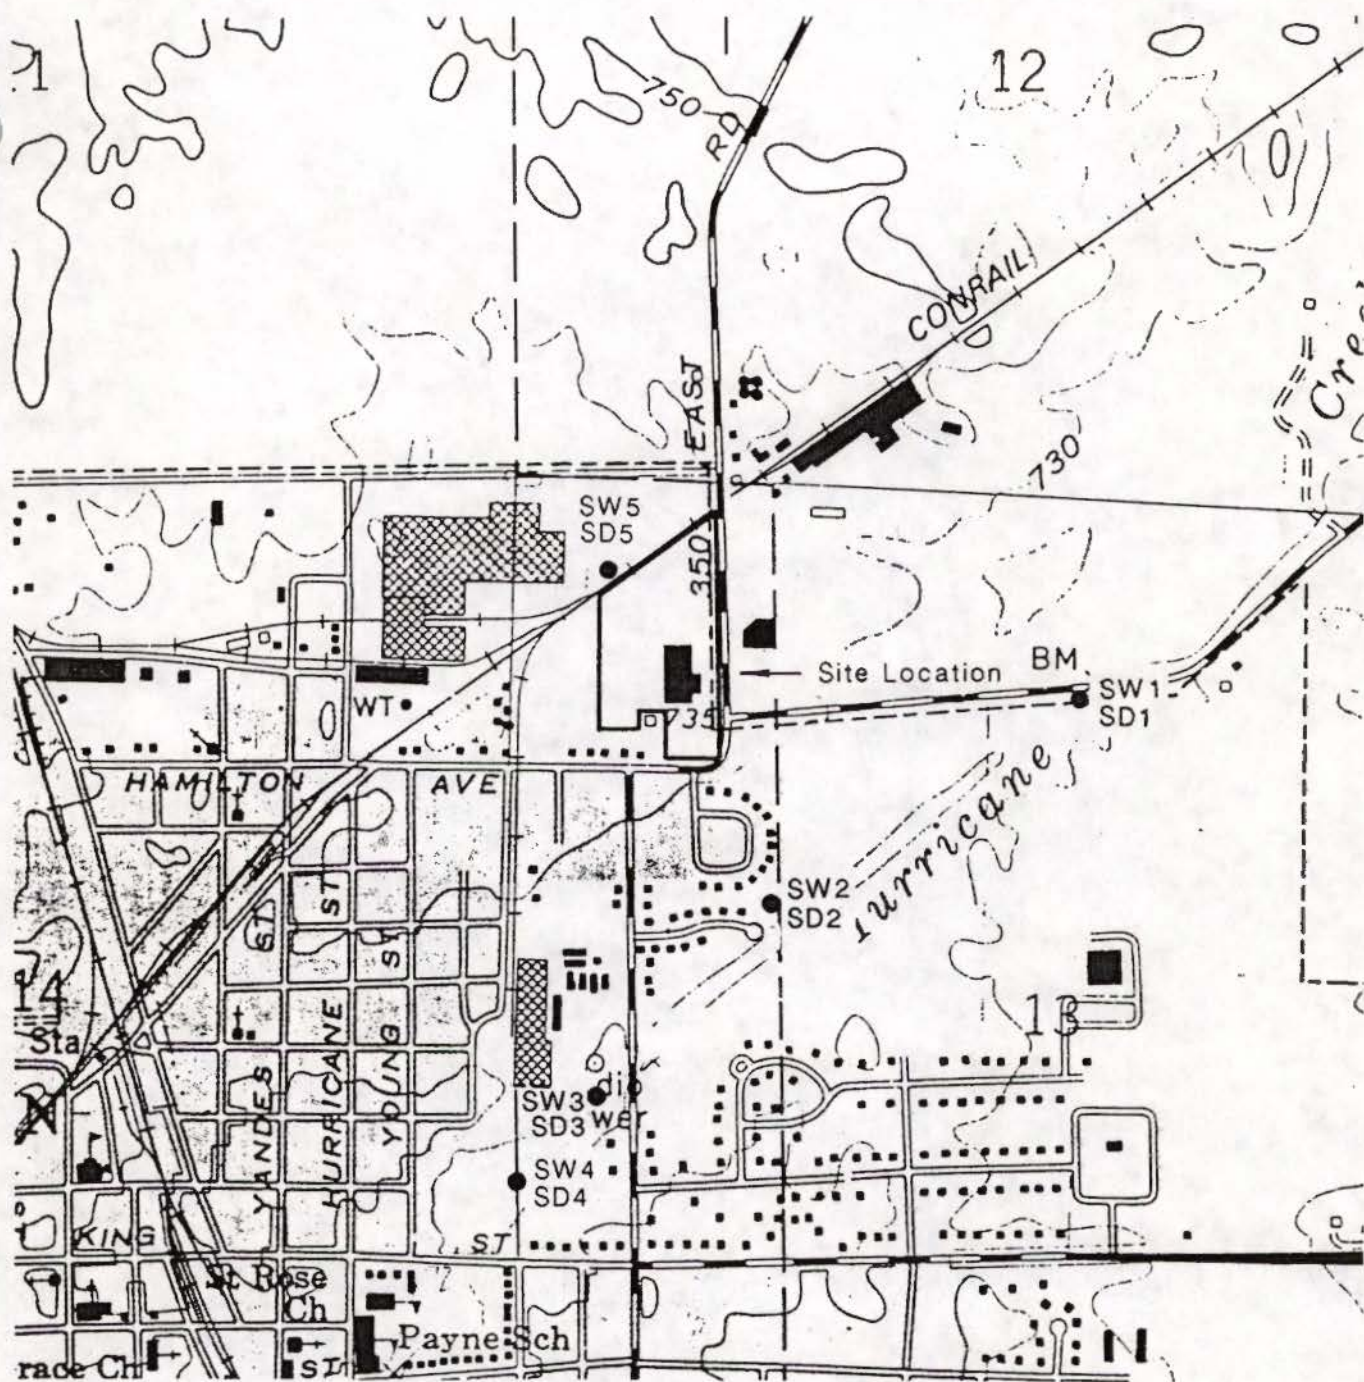 1
12
750
RD
CONRAIL
EAST
730
SW5
SD5
350
Site Location
BM
SW1
SD1
WT
735
HAMILTON AVE
urricane
Cre
SW2
SD2
ST
ST
ST
14
Sta
13
YANDES
HURRICANE
YOUNG
SW3
SD3
SW4
SD4
KING ST
St Rose
Ch
Payne Sch
race Ch
ST